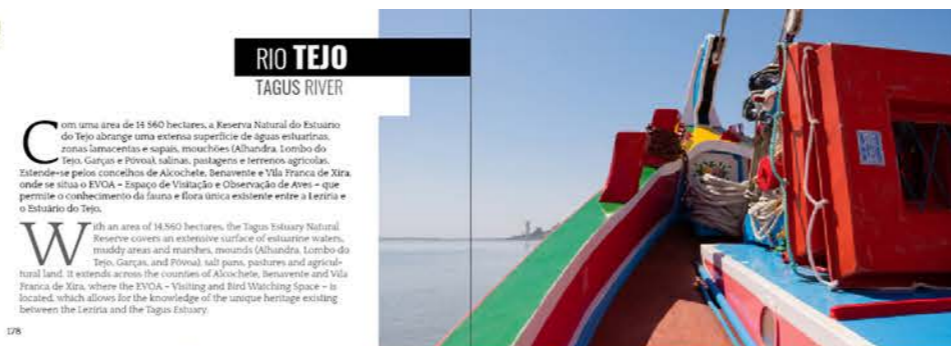 RIO TEJO
TAGUS RIVER
Com uma área de 14 560 hectares, a Reserva Natural do Estuário
do Tejo abrange uma extensa superfície de águas estuarinas,
zonas lamacentas e sapais, mouchões (Alhandra, Lombo do
Tejo, Garças e Póvoa), salinas, pastagens e terrenos agrícolas.
Estende-se pelos concelhos de Alcochete, Benavente e Vila Franca de Xira,
onde se situa o EVOA – Espaço de Visitação e Observação de Aves – que
permite o conhecimento da fauna e flora única existente entre a Lezíria e
o Estuário do Tejo.
With an area of 14,560 hectares, the Tagus Estuary Natural
Reserve covers an extensive surface of estuarine waters,
muddy areas and marshes, mounds (Alhandra, Lombo do
Tejo, Garças, and Póvoa), salt pans, pastures and agricul-
tural land. It extends across the counties of Alcochete, Benavente and Vila
Franca de Xira, where the EVOA – Visiting and Bird Watching Space – is
located, which allows for the knowledge of the unique heritage existing
between the Lezíria and the Tagus Estuary.
178